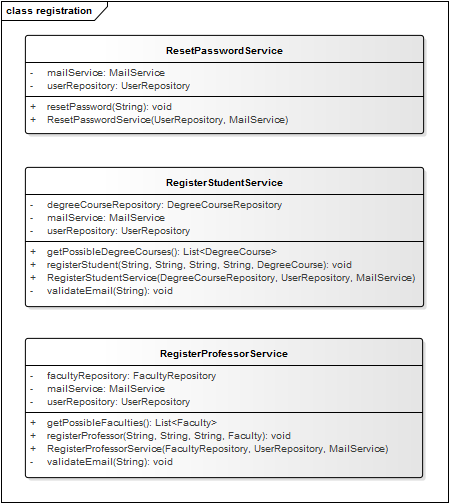 class registration
ResetPasswordService
- mailService: MailService
- userRepository: UserRepository
+ resetPassword(String): void
+ ResetPasswordService(UserRepository, MailService)
RegisterStudentService
- degreeCourseRepository: DegreeCourseRepository
- mailService: MailService
- userRepository: UserRepository
+ getPossibleDegreeCourses(): List<DegreeCourse>
+ registerStudent(String, String, String, String, DegreeCourse): void
+ RegisterStudentService(DegreeCourseRepository, UserRepository, MailService)
- validateEmail(String): void
RegisterProfessorService
- facultyRepository: FacultyRepository
- mailService: MailService
- userRepository: UserRepository
+ getPossibleFaculties(): List<Faculty>
+ registerProfessor(String, String, String, Faculty): void
+ RegisterProfessorService(FacultyRepository, UserRepository, MailService)
- validateEmail(String): void